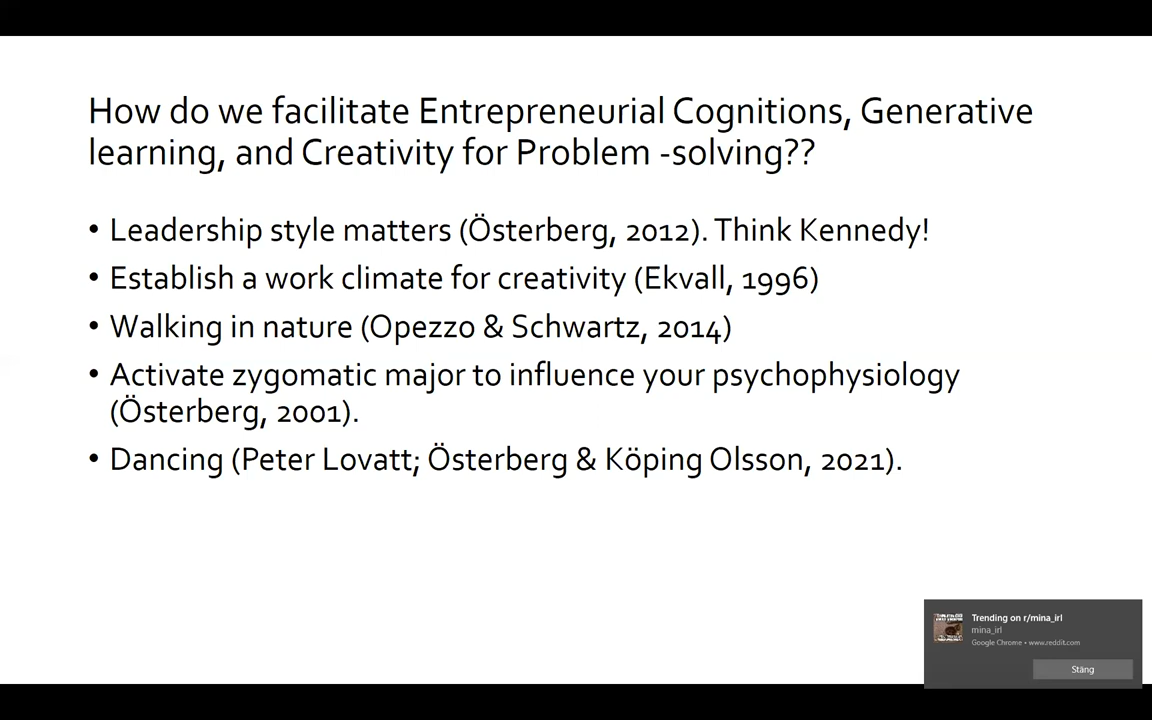 How do we facilitate Entrepreneurial Cognitions, Generative
learning, and Creativity for Problem -solving??
• Leadership style matters (Österberg, 2012). Think Kennedy!
• Establish a work climate for creativity (Ekvall, 1996)
• Walking in nature (Opezzo & Schwartz, 2014)
• Activate zygomatic major to influence your psychophysiology
(Österberg, 2001).
• Dancing (Peter Lovatt; Österberg & Köping Olsson, 2021).
Trending on r/mina_irl
mina_irl
Google Chrome • www.reddit.com
Stäng